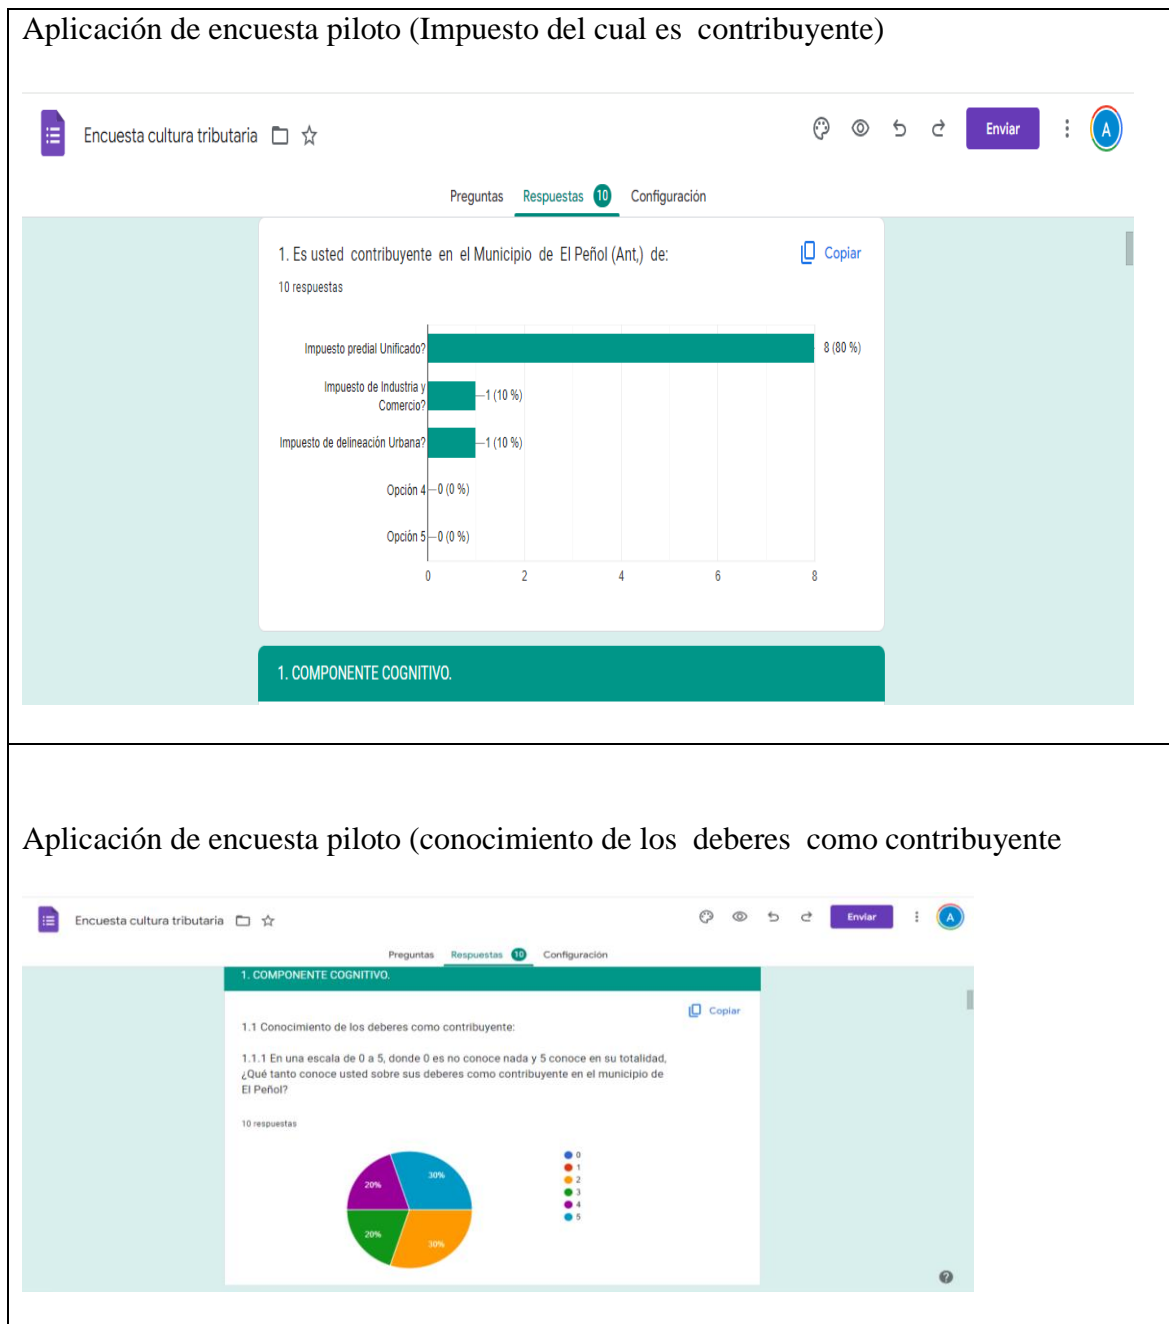 Aplicación de encuesta piloto (Impuesto del cual es contribuyente)
Encuesta cultura tributaria
Enviar
A
Preguntas Respuestas 10 Configuración
1. Es usted contribuyente en el Municipio de El Peñol (Ant,) de:
Copiar
10 respuestas
Impuesto predial Unificado?
8 (80 %)
Impuesto de Industria y
Comercio?
1 (10 %)
Impuesto de delineación Urbana?
1 (10 %)
Opción 4
0 (0 %)
Opción 5
0 (0 %)
0 2 4 6 8
1. COMPONENTE COGNITIVO.
Aplicación de encuesta piloto (conocimiento de los deberes como contribuyente
Encuesta cultura tributaria
Enviar
A
Preguntas Respuestas 10 Configuración
1. COMPONENTE COGNITIVO.
Copiar
1.1 Conocimiento de los deberes como contribuyente:
1.1.1 En una escala de 0 a 5, donde 0 es no conoce nada y 5 conoce en su totalidad,
¿Qué tanto conoce usted sobre sus deberes como contribuyente en el municipio de
El Peñol?
10 respuestas
30%
20%
20%
30%
0
1
2
3
4
5